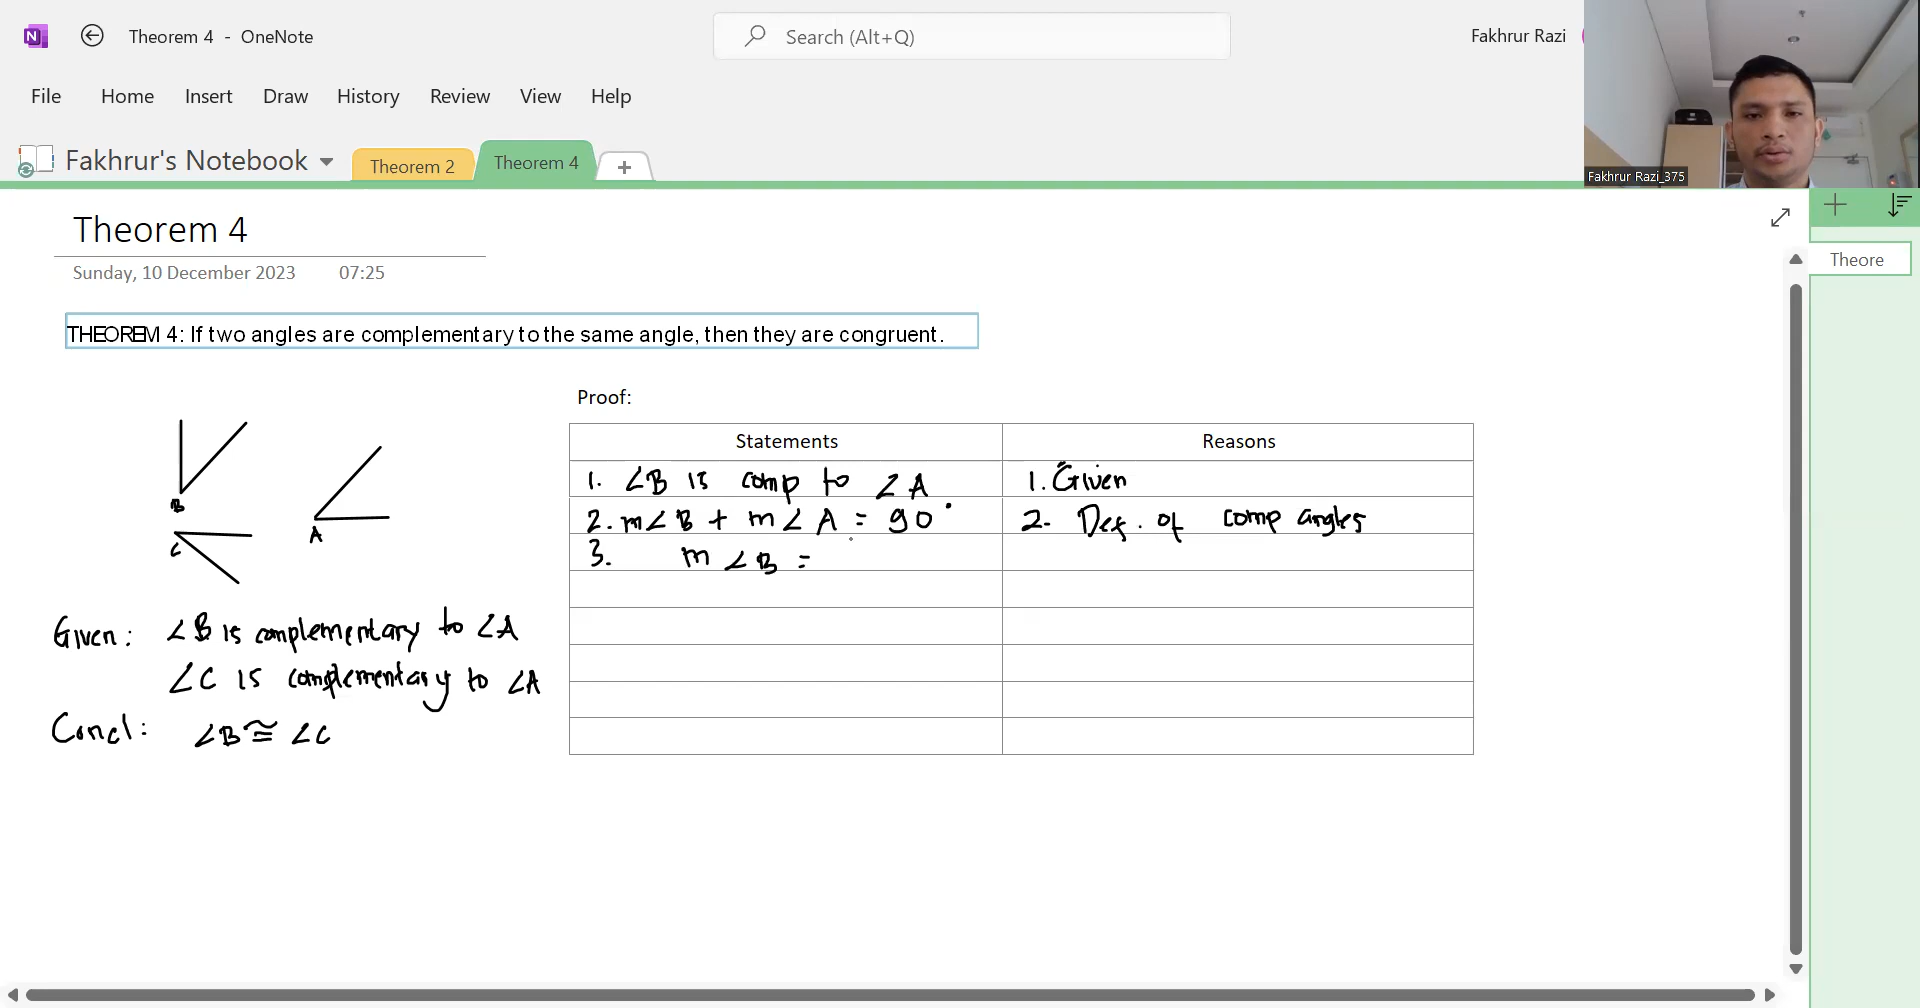 Theorem 4 - OneNote
Search (Alt+Q)
Fakhrur Razi
File Home Insert Draw History Review View Help
Fakhrur Razi_375
Fakhrur's Notebook
Theorem 2
Theorem 4
Theorem 4
Theore
Sunday, 10 December 2023 07:25
THEOREM 4: If two angles are complementary to the same angle, then they are congruent.
Proof:
Statements Reasons
1. ∠B is comp to ∠A 1. Given
2. m∠B + m∠A = 90° 2. Def. of comp angles
3. m∠B =
B
C
A
Given: ∠B is complementary to ∠A
∠C is complementary to ∠A
Concl: ∠B ≅ ∠C